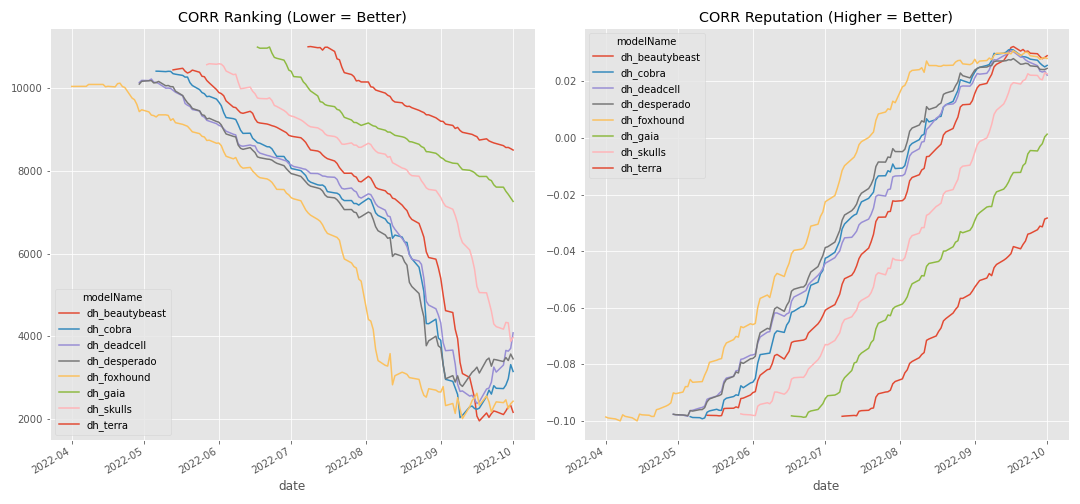 CORR Ranking (Lower = Better)
10000
8000
6000
4000
2000
modelName
dh_beautybeast
dh_cobra
dh_deadcell
dh_desperado
dh_foxhound
dh_gaia
dh_skulls
dh_terra
2022-04
2022-05
2022-06
2022-07
2022-08
2022-09
2022-10
date
CORR Reputation (Higher = Better)
modelName
dh_beautybeast
dh_cobra
dh_deadcell
dh_desperado
dh_foxhound
dh_gaia
dh_skulls
dh_terra
0.02
0.00
−0.02
−0.04
−0.06
−0.08
−0.10
2022-04
2022-05
2022-06
2022-07
2022-08
2022-09
2022-10
date